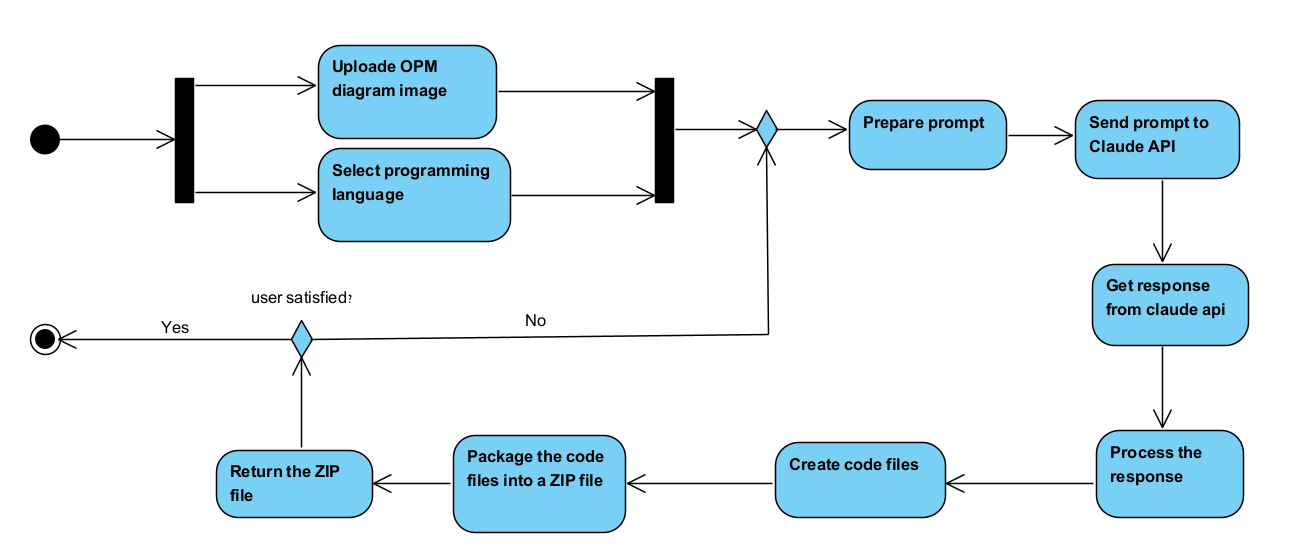 Uploade OPM
diagram image
Select programming
language
Prepare prompt
Send prompt to
Claude API
Get response
from claude api
Process the
response
Create code files
Package the code
files into a ZIP file
Return the ZIP
file
user satisfied?
Yes
No